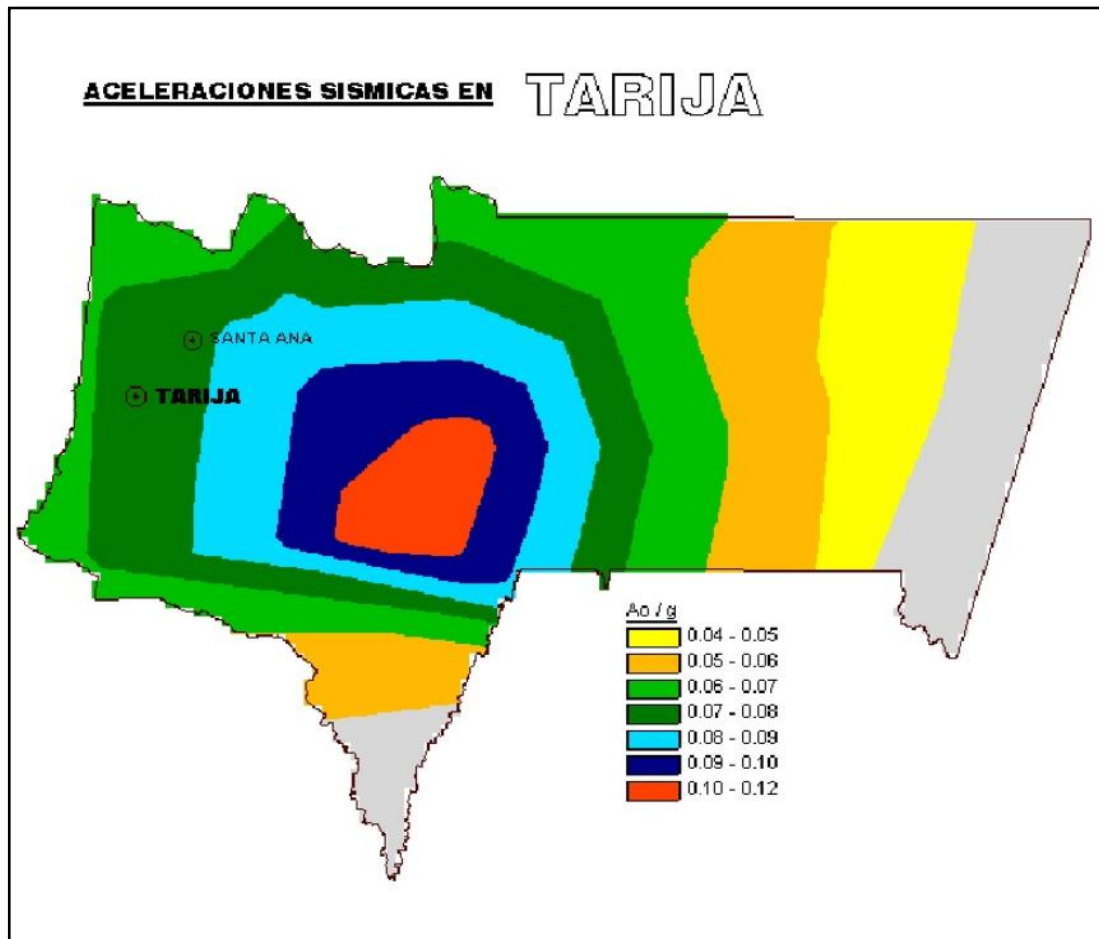 ACELERACIONES SISMICAS EN TARIJA
SANTA ANA
TARIJA
Ao / g
0.04 - 0.05
0.05 - 0.06
0.06 - 0.07
0.07 - 0.08
0.08 - 0.09
0.09 - 0.10
0.10 - 0.12